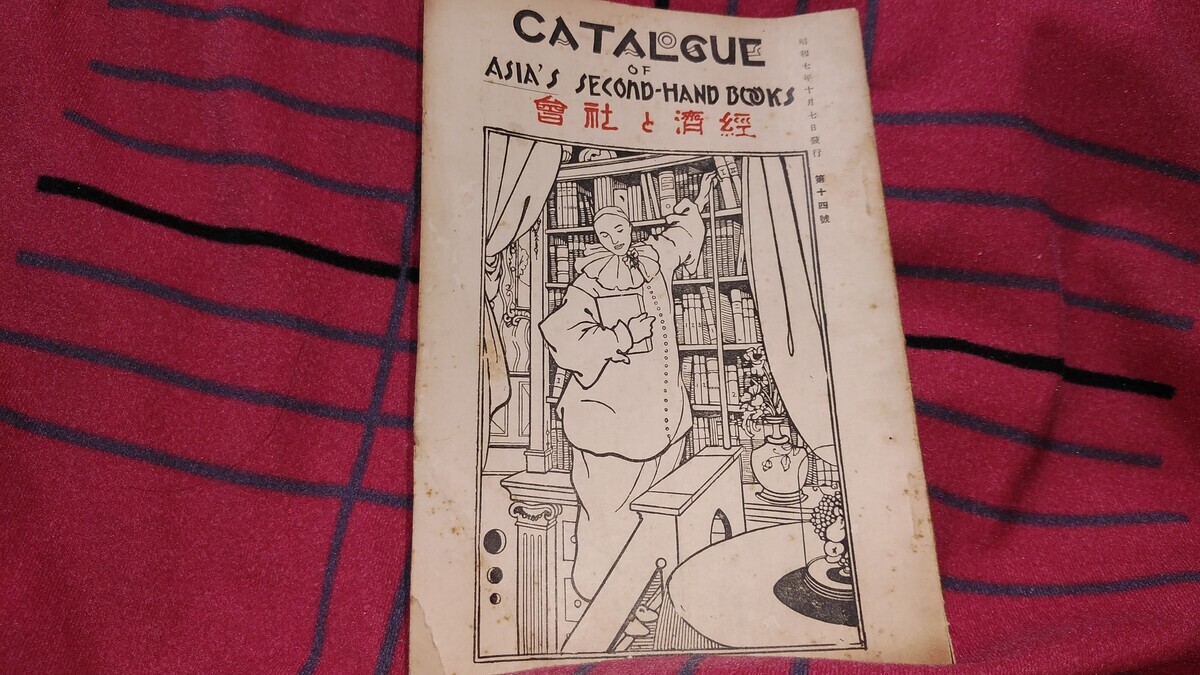 CATALOGUE
OF
ASIA'S SECOND-HAND BOOKS
經濟と社會
昭和七年十月七日發行 第十四號